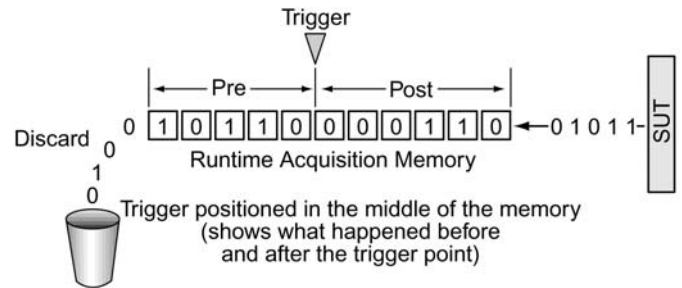 Trigger
Pre Post
0 1 0 1 1 0 0 0 0 1 1 0 0 1 0 1 1
SUT
Discard
0
1
0
Runtime Acquisition Memory
Trigger positioned in the middle of the memory
(shows what happened before
and after the trigger point)